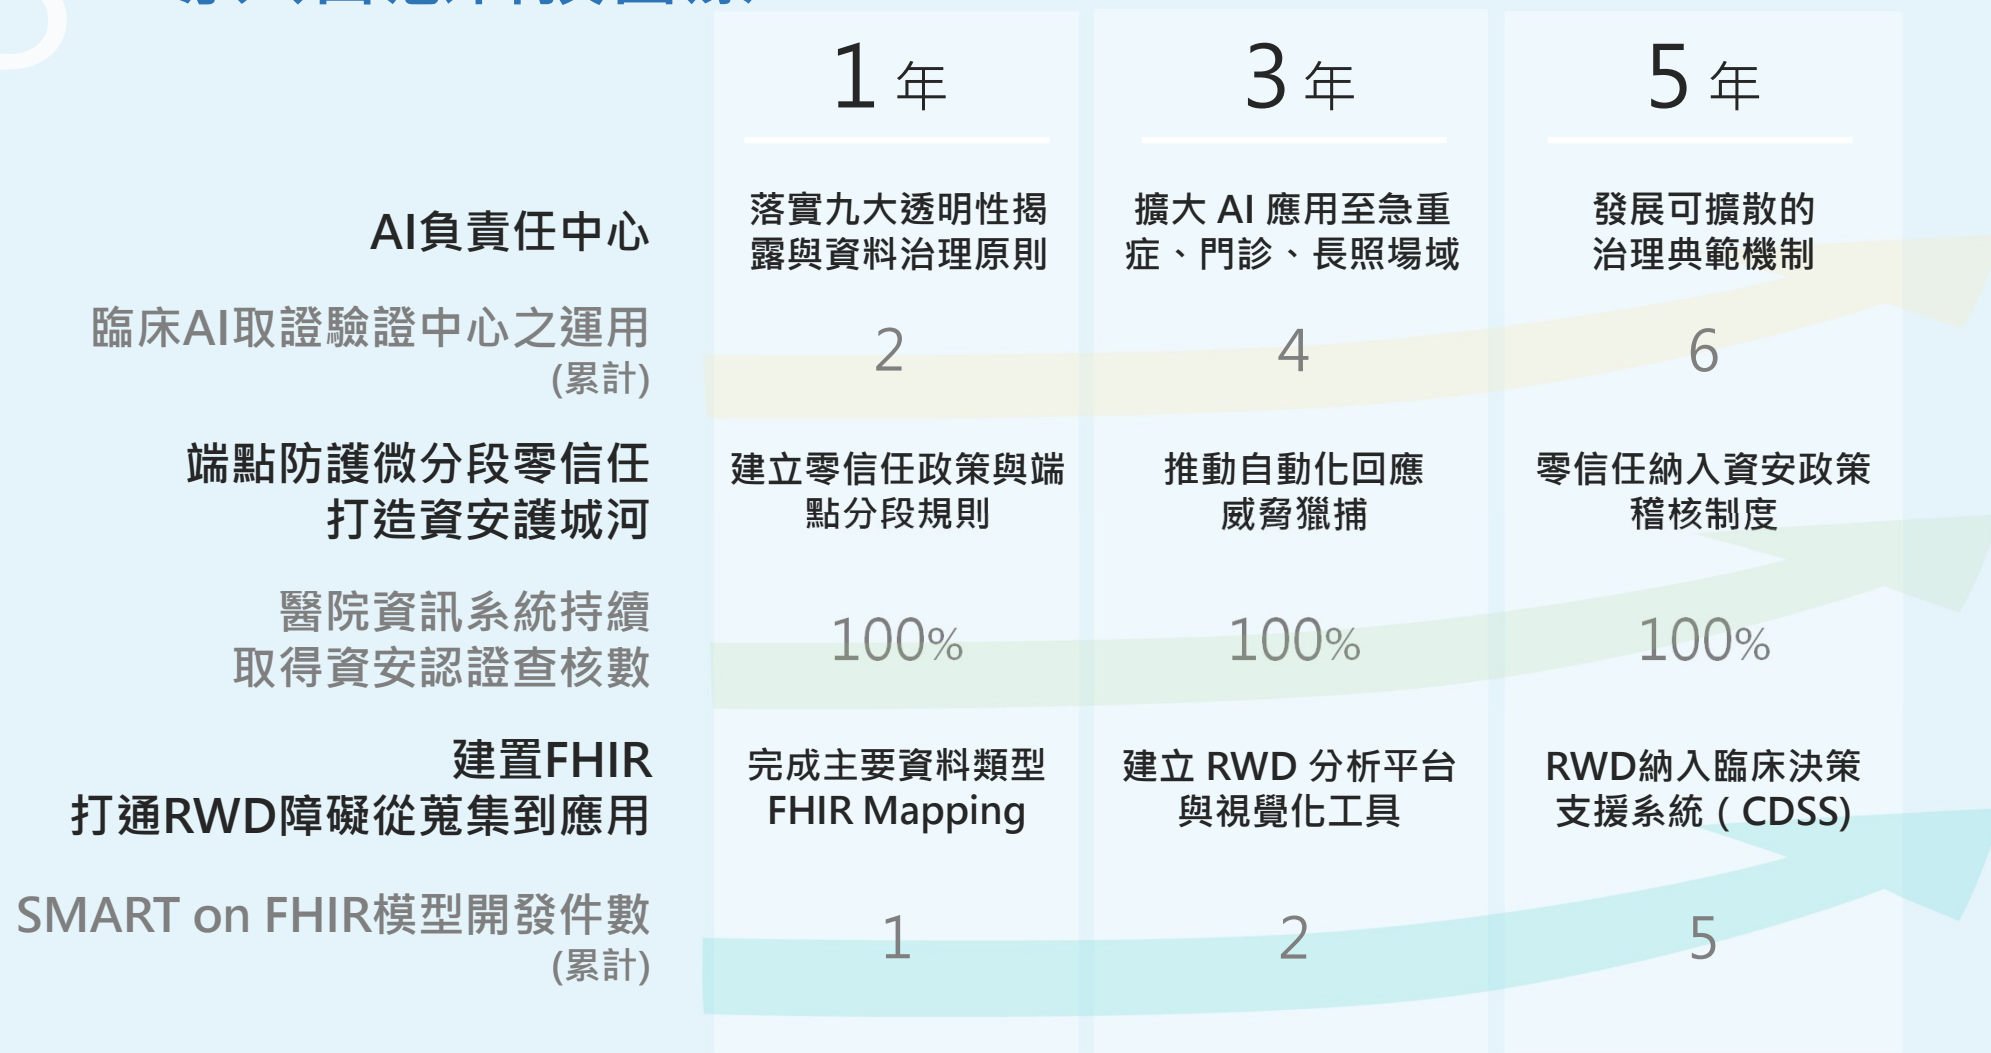 1 年
3 年
5 年
AI負責任中心
落實九大透明性揭
露與資料治理原則
擴大 AI 應用至急重
症、門診、長照場域
發展可擴散的
治理典範機制
臨床AI取證驗證中心之運用
(累計)
2
4
6
端點防護微分段零信任
打造資安護城河
建立零信任政策與端
點分段規則
推動自動化回應
威脅獵捕
零信任納入資安政策
稽核制度
醫院資訊系統持續
取得資安認證查核數
100%
100%
100%
建置FHIR
打通RWD障礙從蒐集到應用
完成主要資料類型
FHIR Mapping
建立 RWD 分析平台
與視覺化工具
RWD納入臨床決策
支援系統 ( CDSS)
SMART on FHIR模型開發件數
(累計)
1
2
5